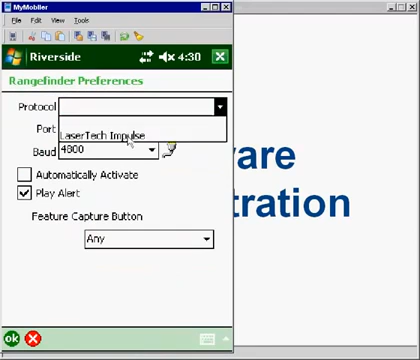 MyMobiler
File Edit View Tools
Riverside 4:30
Rangefinder Preferences
Protocol
LaserTech Impulse
Port
Baud 4800
Automatically Activate
Play Alert
Feature Capture Button
Any
ware
tration
ok